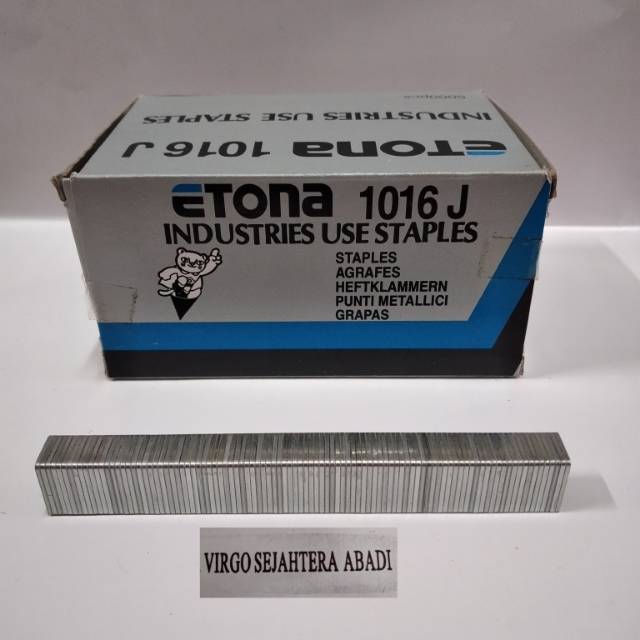 5000pcs
INDUSTRIES USE STAPLES
ETONA 1016 J
ETONA 1016 J
INDUSTRIES USE STAPLES
STAPLES
AGRAFES
HEFTKLAMMERN
PUNTI METALLICI
GRAPAS
VIRGO SEJAHTERA ABADI